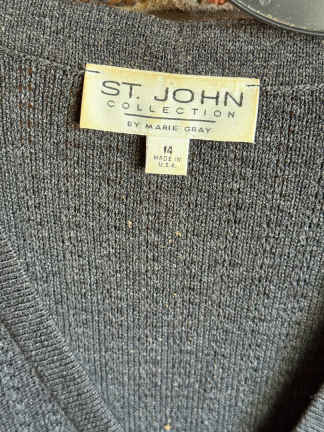 ST. JOHN
COLLECTION
BY MARIE GRAY
14
MADE IN
U.S.A.